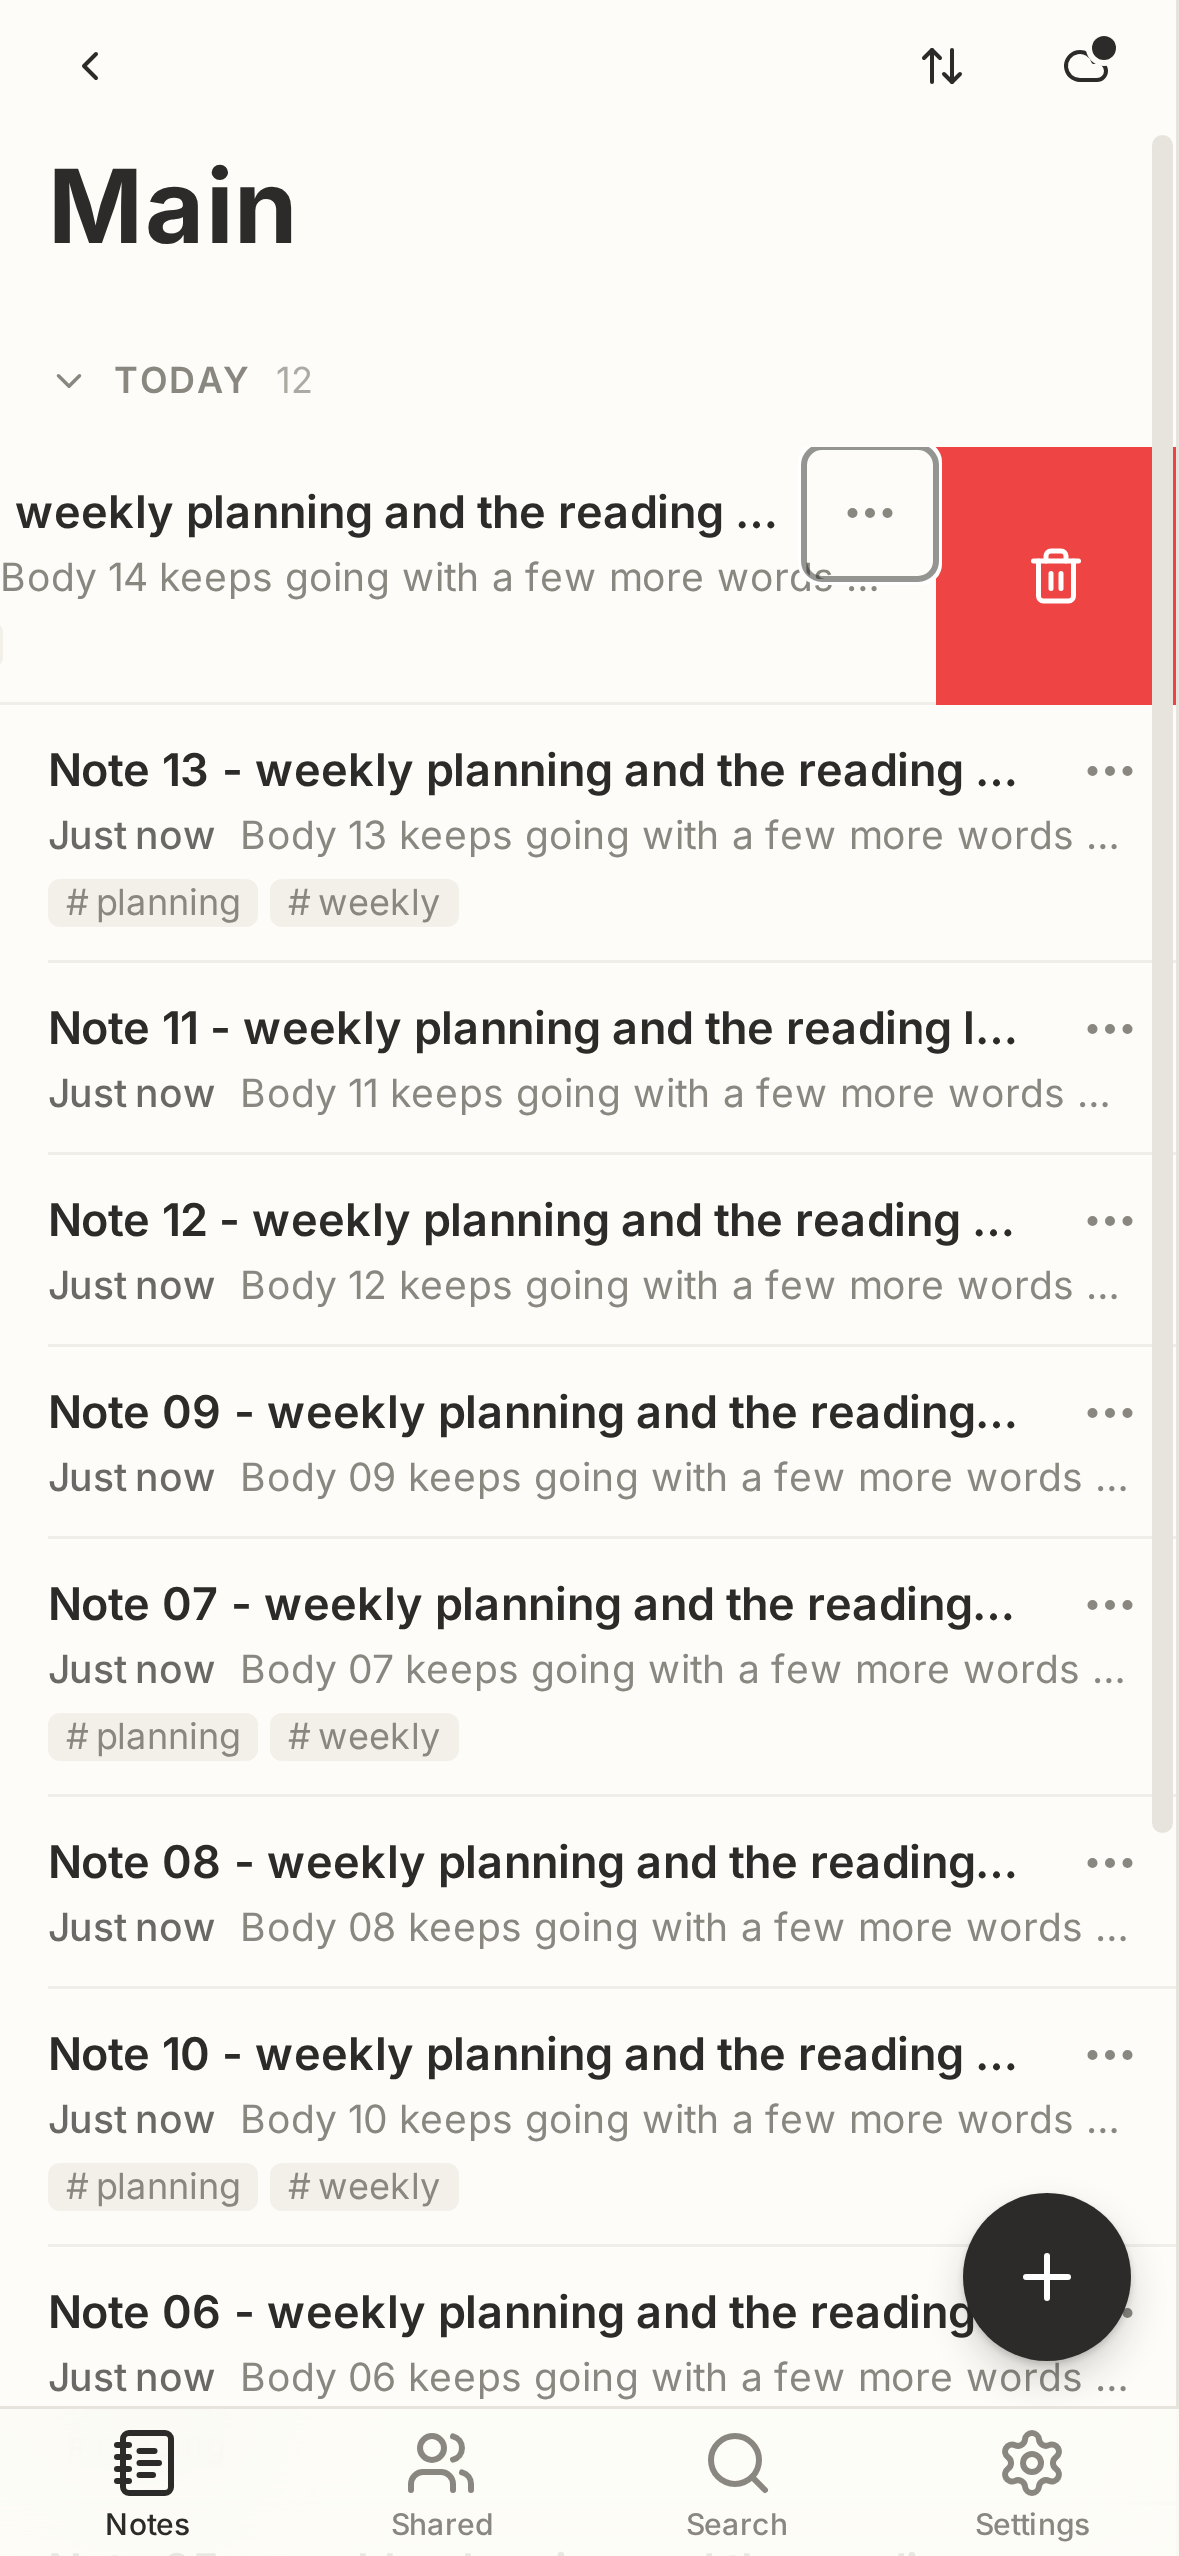 Main
TODAY 12
weekly planning and the reading ...
Body 14 keeps going with a few more words ...
Note 13 - weekly planning and the reading ...
Just now Body 13 keeps going with a few more words ...
# planning # weekly
Note 11 - weekly planning and the reading l...
Just now Body 11 keeps going with a few more words ...
Note 12 - weekly planning and the reading ...
Just now Body 12 keeps going with a few more words ...
Note 09 - weekly planning and the reading...
Just now Body 09 keeps going with a few more words ...
Note 07 - weekly planning and the reading...
Just now Body 07 keeps going with a few more words ...
# planning # weekly
Note 08 - weekly planning and the reading...
Just now Body 08 keeps going with a few more words ...
Note 10 - weekly planning and the reading ...
Just now Body 10 keeps going with a few more words ...
# planning # weekly
Note 06 - weekly planning and the reading
Just now Body 06 keeps going with a few more words ...
Notes Shared Search Settings